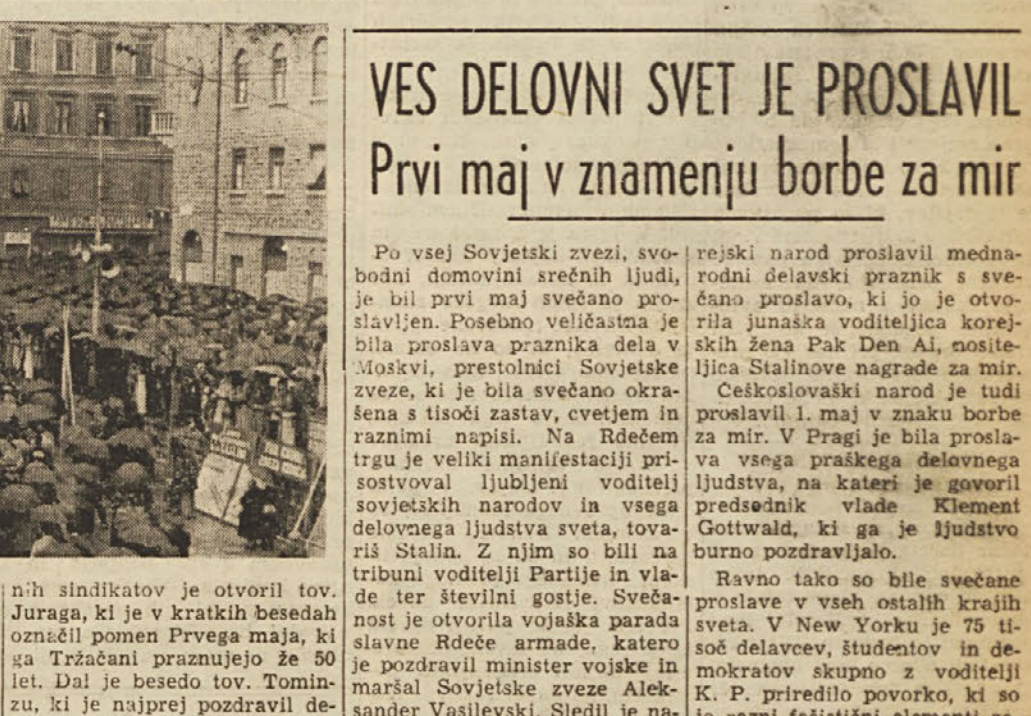 VES DELOVNI SVET JE PROSLAVIL
Prvi maj v znamenju borbe za mir
nih sindikatov je otvoril tov.
Juraga, ki je v kratkih besedah
označil pomen Prvega maja, ki
ga Tržačani praznujejo že 50
let. Dal je besedo tov. Tomin-
zu, ki je najprej pozdravil de-
Po vsej Sovjetski zvezi, svo-
bodni domovini srečnih ljudi,
je bil prvi maj svečano pro-
slavljen. Posebno veličastna je
bila proslava praznika dela v
Moskvi, prestolnici Sovjetske
zveze, ki je bila svečano okra-
šena s tisoči zastav, cvetjem in
raznimi napisi. Na Rdečem
trgu je veliki manifestaciji pri-
sostvoval ljubljeni voditelj
sovjetskih narodov in vsega
delovnega ljudstva sveta, tova-
riš Stalin. Z njim so bili na
tribuni voditelji Partije in vla-
de ter številni gostje. Sveča-
nost je otvorila vojaška parada
slavne Rdeče armade, katero
je pozdravil minister vojske in
maršal Sovjetske zveze Alek-
sander Vasilevski. Sledil je na-
rejski narod proslavil medna-
rodni delavski praznik s sve-
čano proslavo, ki jo je otvo-
rila junaška voditeljica korej-
skih žena Pak Den Ai, nosite-
ljica Stalinove nagrade za mir.
Češkoslovaški narod je tudi
proslavil 1. maj v znaku borbe
za mir. V Pragi je bila prosla-
va vsega praškega delovnega
ljudstva, na kateri je govoril
predsednik vlade Klement
Gottwald, ki ga je ljudstvo
burno pozdravljalo.
Ravno tako so bile svečane
proslave v vseh ostalih krajih
sveta. V New Yorku je 75 ti-
soč delavcev, študentov in de-
mokratov skupno z voditelji
K. P. priredilo povorko, ki so
jo razni fašistični elementi